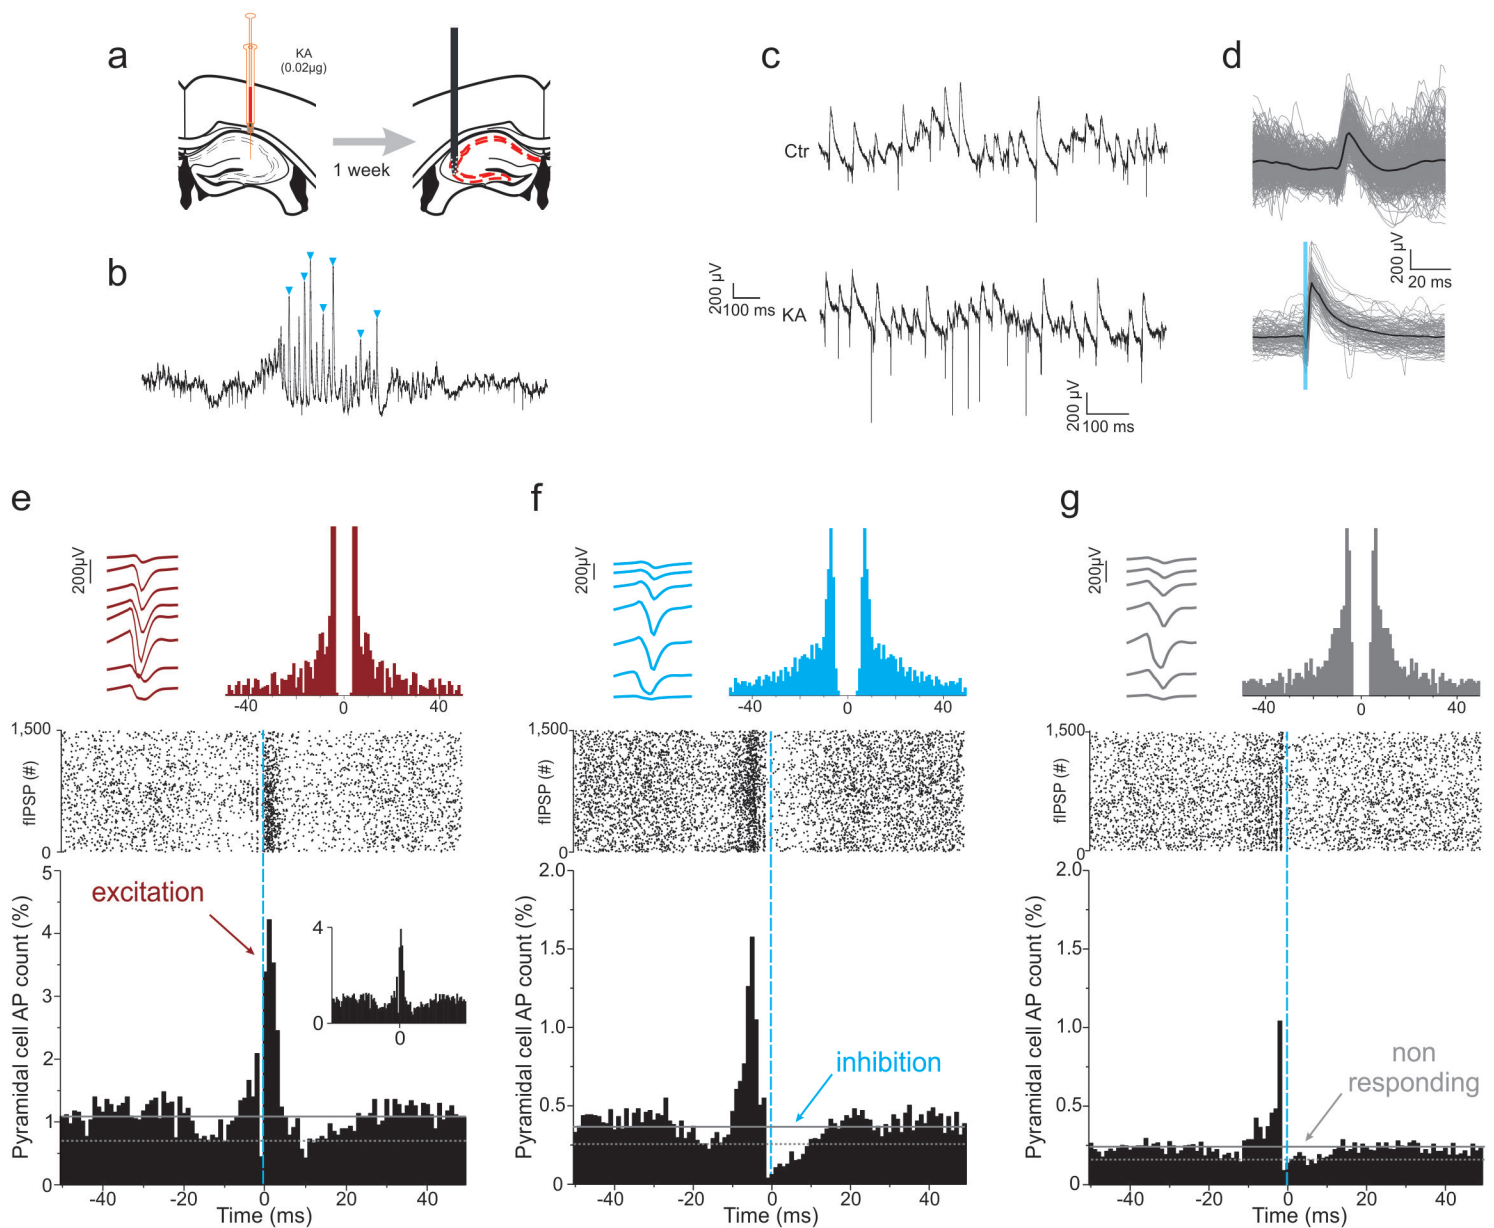 a
KA
(0.02µg)
1 week
b
c
Ctr
KA
200 µV
100 ms
200 µV
100 ms
d
200 µV
20 ms
e
200µV
-40
0
40
1,500
fIPSP (#)
0
5
4
3
2
1
0
Pyramidal cell AP count (%)
excitation
4
0
0
-40
-20
0
20
40
Time (ms)
f
200µV
-40
0
40
1,500
fIPSP (#)
0
2.0
1.5
1.0
0.5
0
Pyramidal cell AP count (%)
inhibition
-40
-20
0
20
40
Time (ms)
g
200µV
-40
0
40
1,500
fIPSP (#)
0
2.0
1.5
1.0
0.5
0
Pyramidal cell AP count (%)
non
responding
-40
-20
0
20
40
Time (ms)